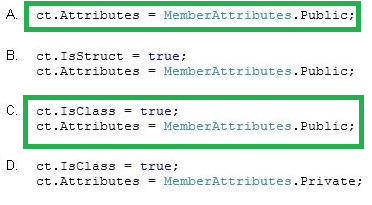 A. ct.Attributes = MemberAttributes.Public;
B. ct.IsStruct = true;
ct.Attributes = MemberAttributes.Public;
C. ct.IsClass = true;
ct.Attributes = MemberAttributes.Public;
D. ct.IsClass = true;
ct.Attributes = MemberAttributes.Private;